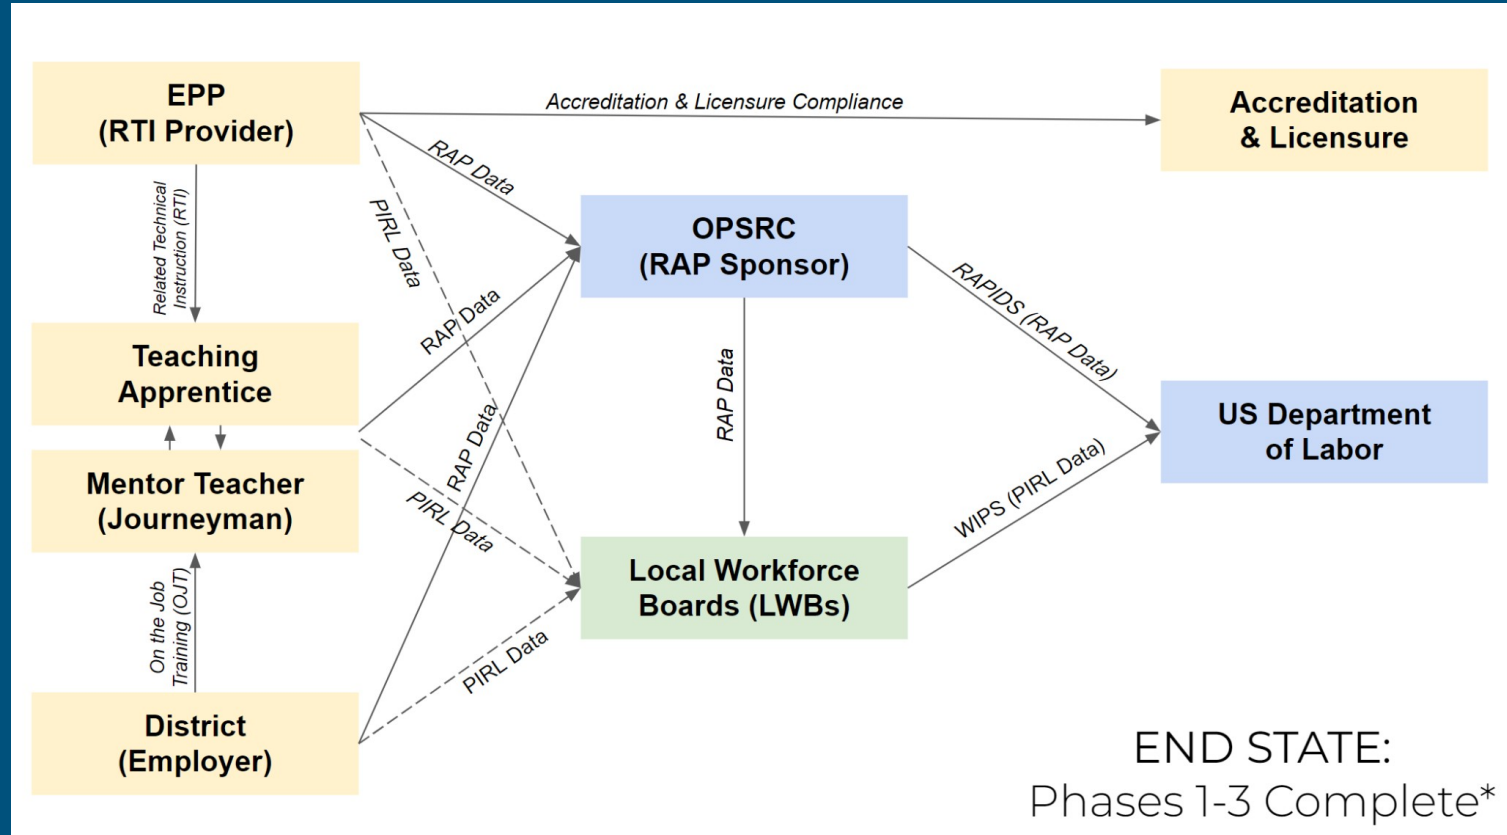 EPP
(RTI Provider)
Accreditation & Licensure Compliance
Accreditation
& Licensure
RAP Data
PIRL Data
Related Technical
Instruction (RTI)
OPSRC
(RAP Sponsor)
RAPIDS (RAP Data)
RAP Data
Teaching
Apprentice
RAP Data
US Department
of Labor
RAP Data
Mentor Teacher
(Journeyman)
PIRL Data
WIPS (PIRL Data)
Local Workforce
Boards (LWBs)
On the Job
Training (OJT)
PIRL Data
District
(Employer)
END STATE:
Phases 1-3 Complete*